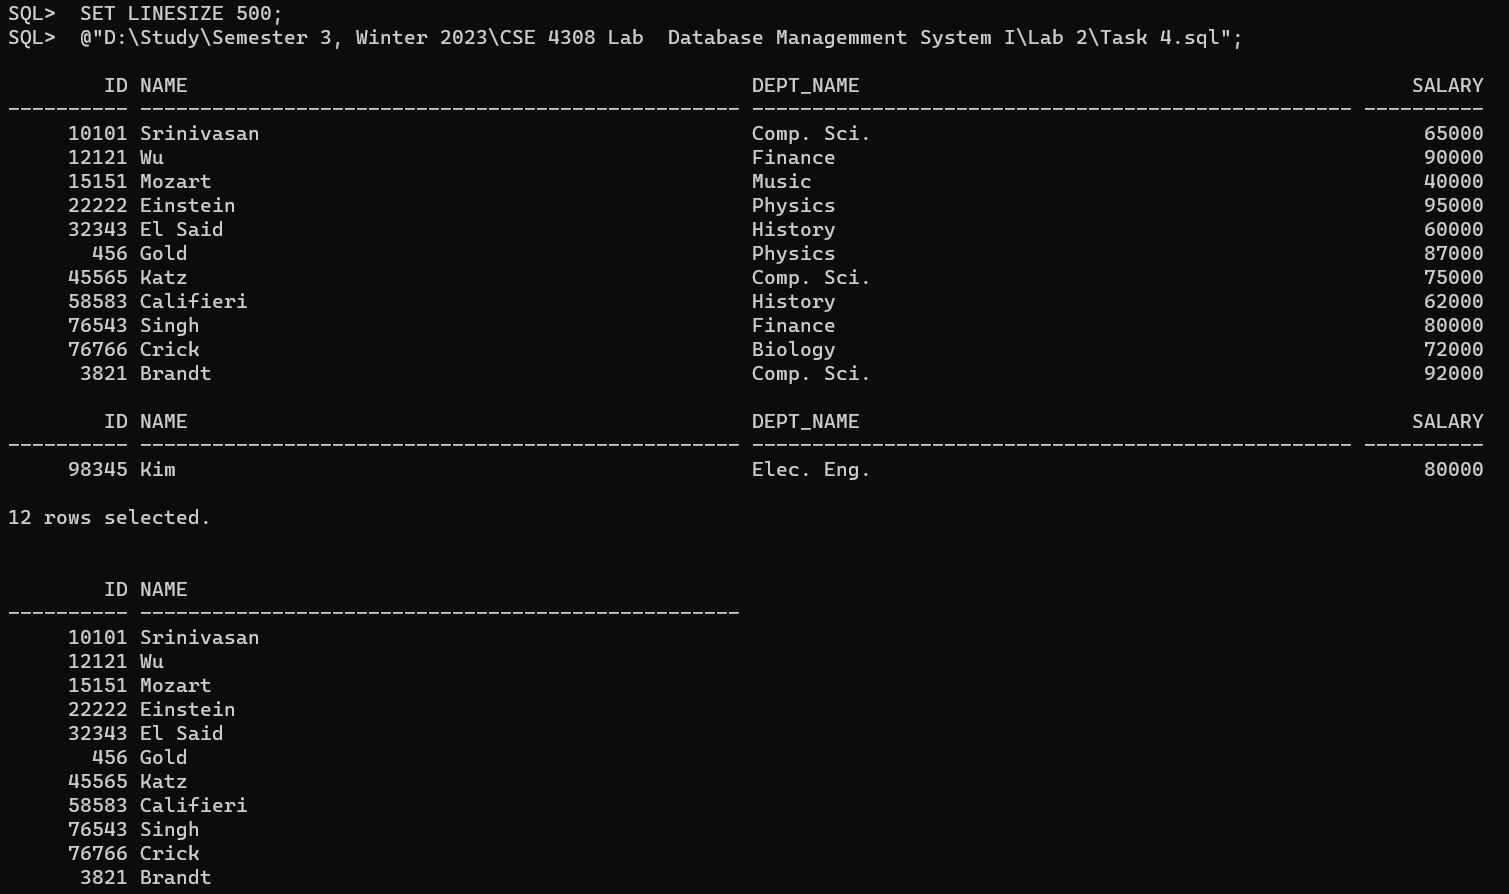 SQL>  SET LINESIZE 500;
SQL>  @"D:\Study\Semester 3, Winter 2023\CSE 4308 Lab  Database Managemment System I\Lab 2\Task 4.sql";
        ID NAME                                               DEPT_NAME                                              SALARY
---------- -------------------------------------------------- -------------------------------------------------- ----------
     10101 Srinivasan                                         Comp. Sci.                                              65000
     12121 Wu                                                 Finance                                                 90000
     15151 Mozart                                             Music                                                   40000
     22222 Einstein                                           Physics                                                 95000
     32343 El Said                                            History                                                 60000
       456 Gold                                               Physics                                                 87000
     45565 Katz                                               Comp. Sci.                                              75000
     58583 Califieri                                          History                                                 62000
     76543 Singh                                              Finance                                                 80000
     76766 Crick                                              Biology                                                 72000
      3821 Brandt                                             Comp. Sci.                                              92000
        ID NAME                                               DEPT_NAME                                              SALARY
---------- -------------------------------------------------- -------------------------------------------------- ----------
     98345 Kim                                                Elec. Eng.                                              80000
12 rows selected.
        ID NAME
---------- --------------------------------------------------
     10101 Srinivasan
     12121 Wu
     15151 Mozart
     22222 Einstein
     32343 El Said
       456 Gold
     45565 Katz
     58583 Califieri
     76543 Singh
     76766 Crick
      3821 Brandt